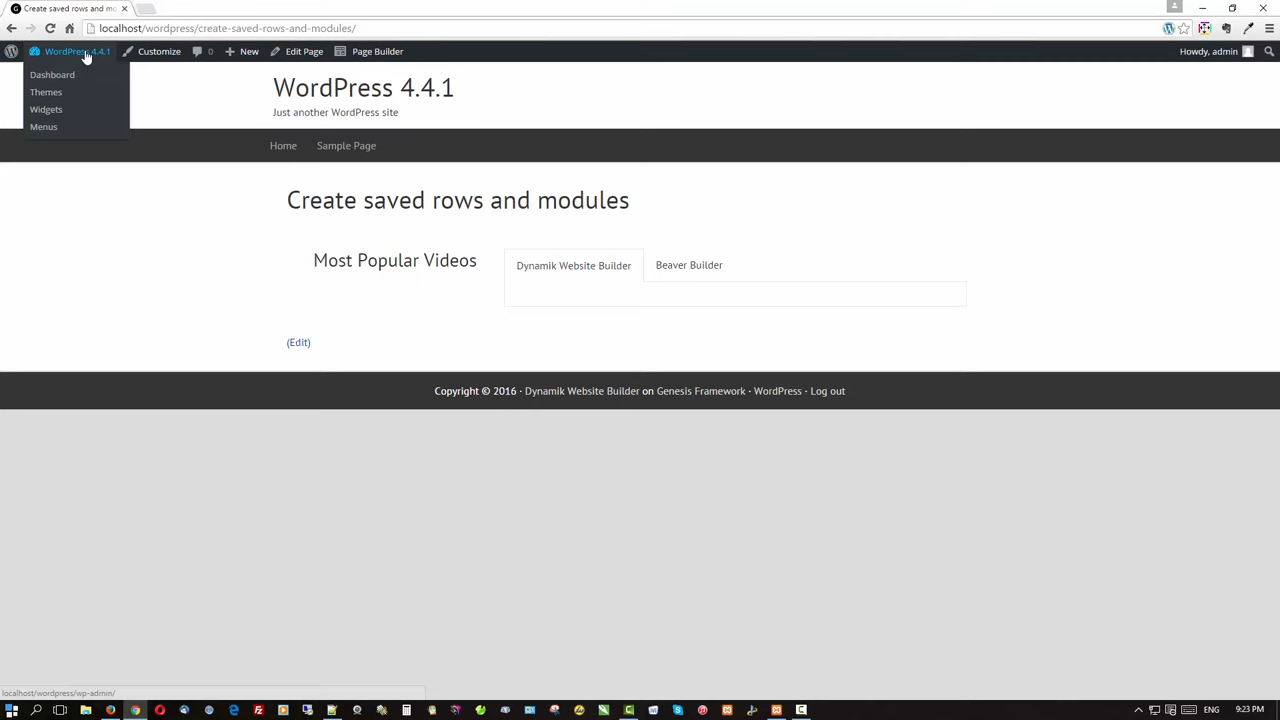 Create saved rows and mo
localhost/wordpress/create-saved-rows-and-modules/
WordPress 4.4.1
Customize
0
New
Edit Page
Page Builder
Howdy, admin
Dashboard
Themes
Widgets
Menus
WordPress 4.4.1
Just another WordPress site
Home
Sample Page
Create saved rows and modules
Most Popular Videos
Dynamik Website Builder
Beaver Builder
(Edit)
Copyright © 2016 · Dynamik Website Builder on Genesis Framework · WordPress · Log out
localhost/wordpress/wp-admin/
ENG
9:23 PM